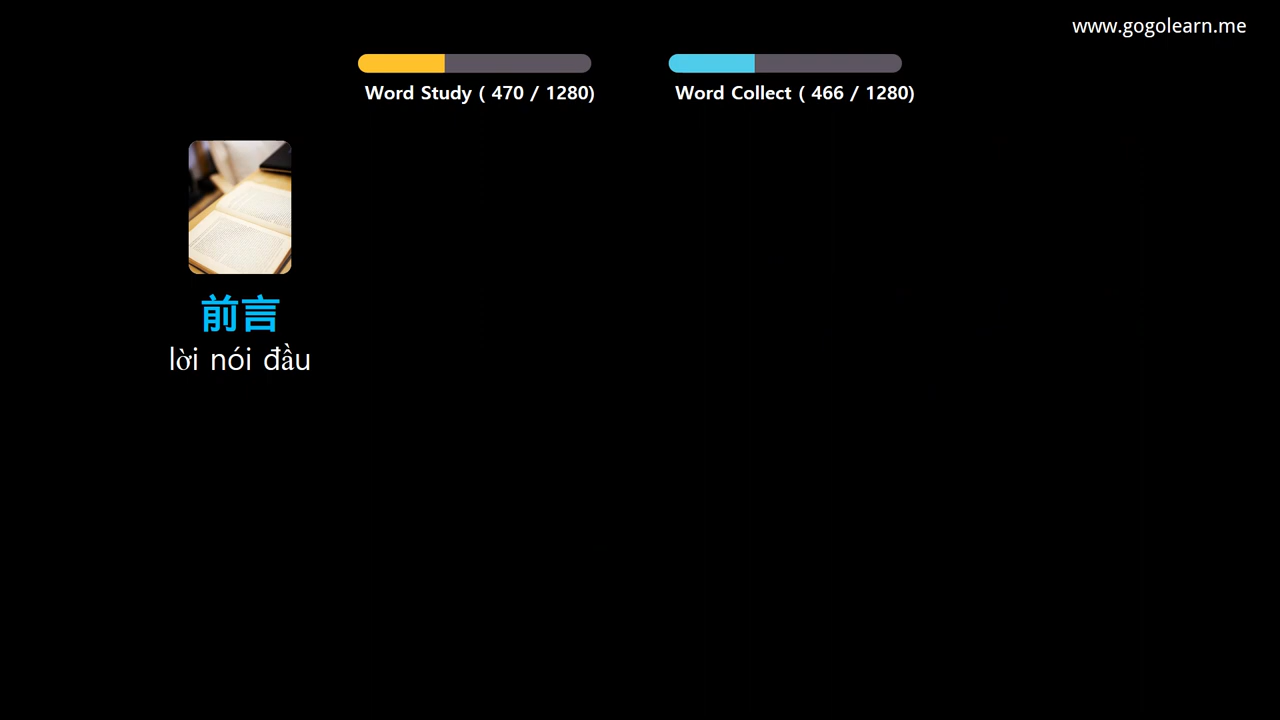 www.gogolearn.me
Word Study ( 470 / 1280)
Word Collect ( 466 / 1280)
前言
lời nói đầu